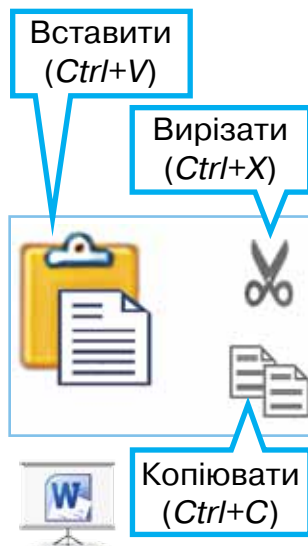 Вставити
(Ctrl+V)
Вирізати
(Ctrl+X)
Копіювати
(Ctrl+C)
W